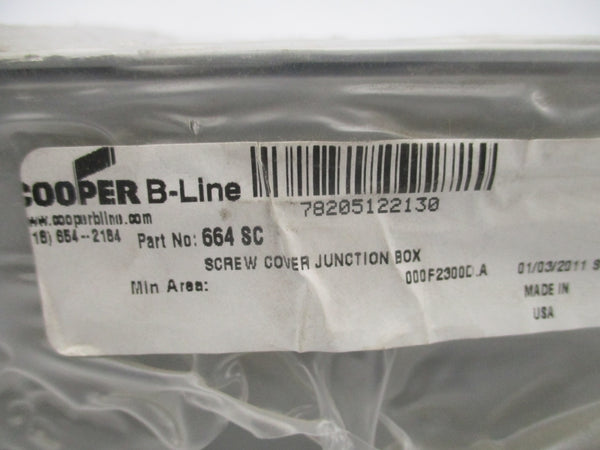 COOPER B-Line
www.cooperbline.com
18) 654--2184 Part No: 664 SC
78205122130
SCREW COVER JUNCTION BOX
Min Area: 000F2300D.A
01/03/2011 S
MADE IN
USA